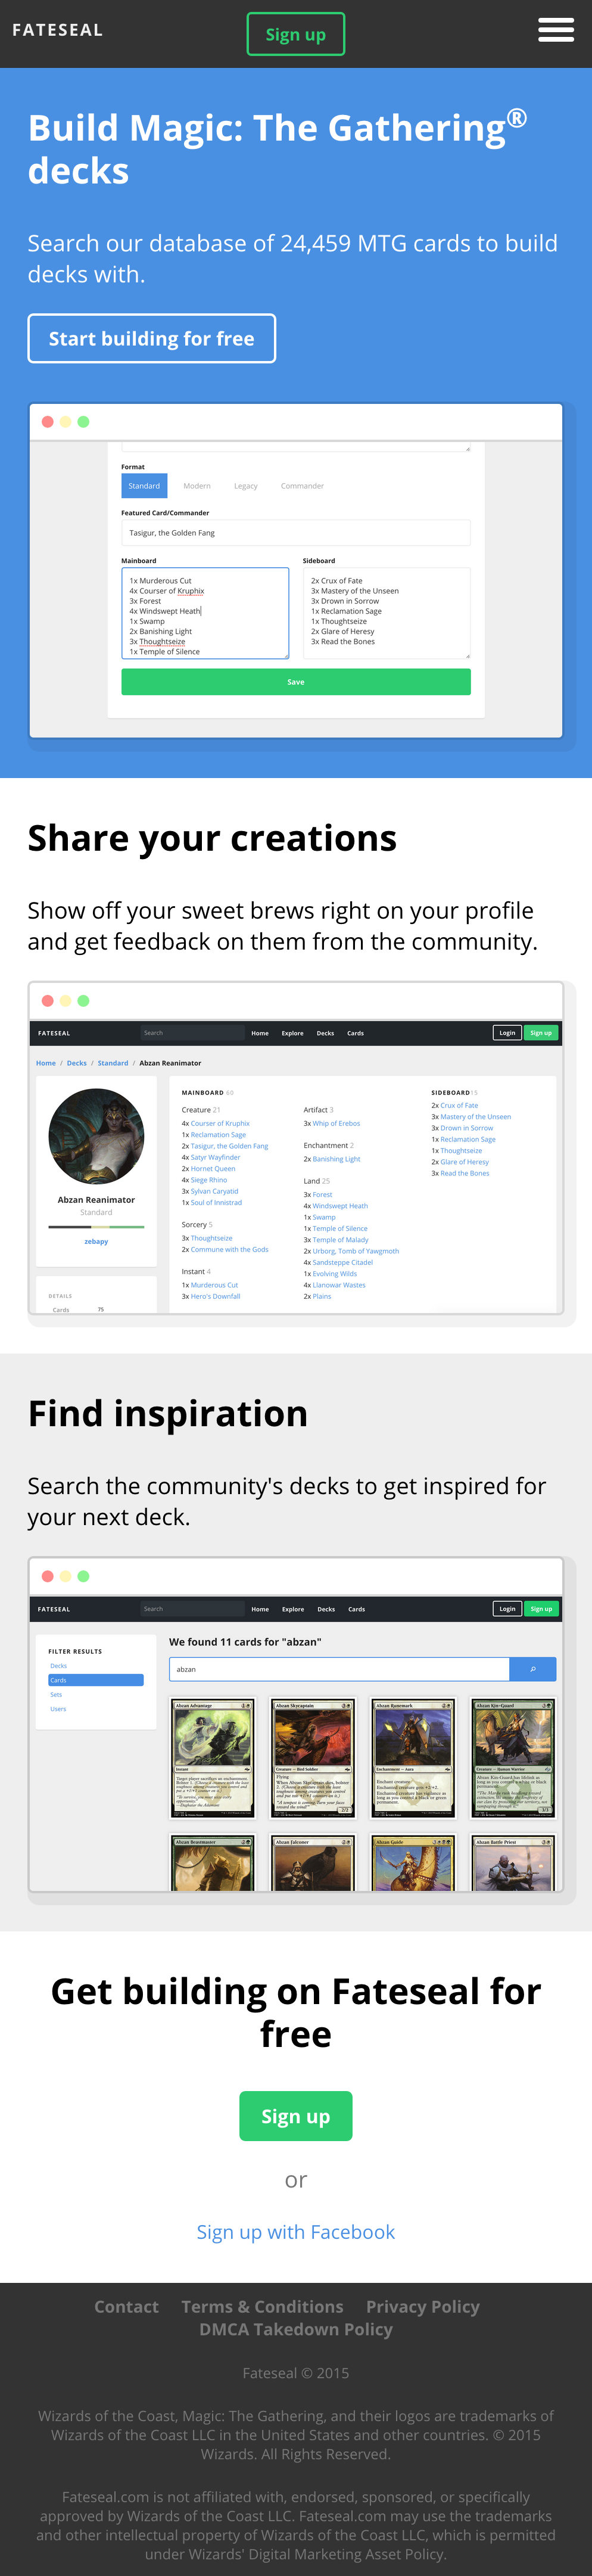 FATESEAL
Sign up
Build Magic: The Gathering®
decks
Search our database of 24,459 MTG cards to build
decks with.
Start building for free
Format
Standard Modern Legacy Commander
Featured Card/Commander
Tasigur, the Golden Fang
Mainboard Sideboard
1x Murderous Cut
4x Courser of Kruphix
3x Forest
4x Windswept Heath
1x Swamp
2x Banishing Light
3x Thoughtseize
1x Temple of Silence
2x Crux of Fate
3x Mastery of the Unseen
3x Drown in Sorrow
1x Reclamation Sage
1x Thoughtseize
2x Glare of Heresy
3x Read the Bones
Save
Share your creations
Show off your sweet brews right on your profile
and get feedback on them from the community.
FATESEAL Search Home Explore Decks Cards Login Sign up
Home / Decks / Standard / Abzan Reanimator
Abzan Reanimator
Standard
zebapy
DETAILS
Cards 75
MAINBOARD 60
Creature 21
4x Courser of Kruphix
1x Reclamation Sage
2x Tasigur, the Golden Fang
4x Satyr Wayfinder
2x Hornet Queen
4x Siege Rhino
3x Sylvan Caryatid
1x Soul of Innistrad
Sorcery 5
3x Thoughtseize
2x Commune with the Gods
Instant 4
1x Murderous Cut
3x Hero's Downfall
Artifact 3
3x Whip of Erebos
Enchantment 2
2x Banishing Light
Land 25
3x Forest
4x Windswept Heath
1x Swamp
1x Temple of Silence
3x Temple of Malady
2x Urborg, Tomb of Yawgmoth
4x Sandsteppe Citadel
1x Evolving Wilds
4x Llanowar Wastes
2x Plains
SIDEBOARD15
2x Crux of Fate
3x Mastery of the Unseen
3x Drown in Sorrow
1x Reclamation Sage
1x Thoughtseize
2x Glare of Heresy
3x Read the Bones
Find inspiration
Search the community's decks to get inspired for
your next deck.
FATESEAL Search Home Explore Decks Cards Login Sign up
FILTER RESULTS
Decks
Cards
Sets
Users
We found 11 cards for "abzan"
abzan
Abzan Advantage
Instant
Abzan Skycaptain
Creature — Bird Soldier
Flying
Abzan Runemark
Enchantment — Aura
Enchant creature
Abzan Kin-Guard
Creature — Human Warrior
Abzan Beastmaster
Abzan Falconer
Abzan Guide
Abzan Battle Priest
Get building on Fateseal for
free
Sign up
or
Sign up with Facebook
Contact Terms & Conditions Privacy Policy
DMCA Takedown Policy
Fateseal © 2015
Wizards of the Coast, Magic: The Gathering, and their logos are trademarks of
Wizards of the Coast LLC in the United States and other countries. © 2015
Wizards. All Rights Reserved.
Fateseal.com is not affiliated with, endorsed, sponsored, or specifically
approved by Wizards of the Coast LLC. Fateseal.com may use the trademarks
and other intellectual property of Wizards of the Coast LLC, which is permitted
under Wizards' Digital Marketing Asset Policy.